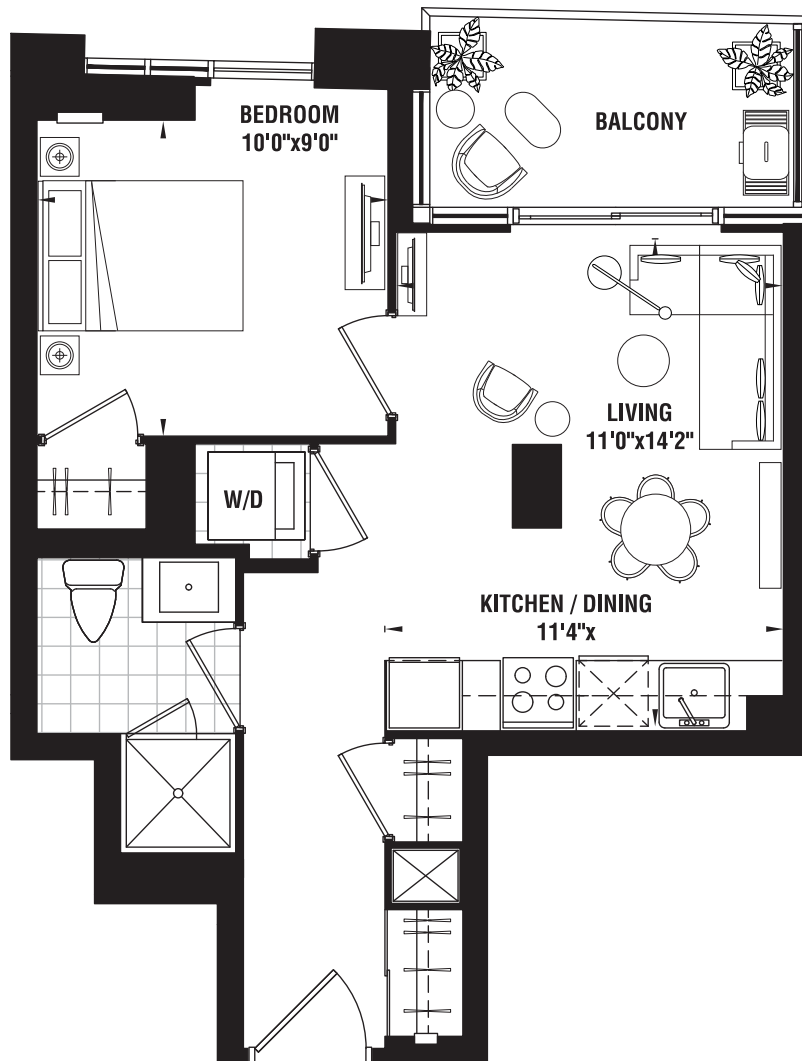 BEDROOM
10'0"x9'0"
BALCONY
LIVING
11'0"x14'2"
W/D
KITCHEN / DINING
11'4"x